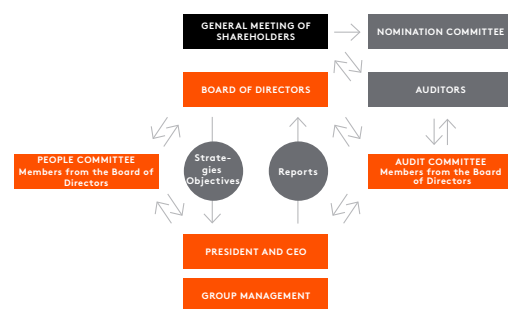 GENERAL MEETING OF
SHAREHOLDERS
NOMINATION COMMITTEE
BOARD OF DIRECTORS
AUDITORS
PEOPLE COMMITTEE
Members from the Board of
Directors
Strate-
gies
Objectives
Reports
AUDIT COMMITTEE
Members from the Board
of Directors
PRESIDENT AND CEO
GROUP MANAGEMENT